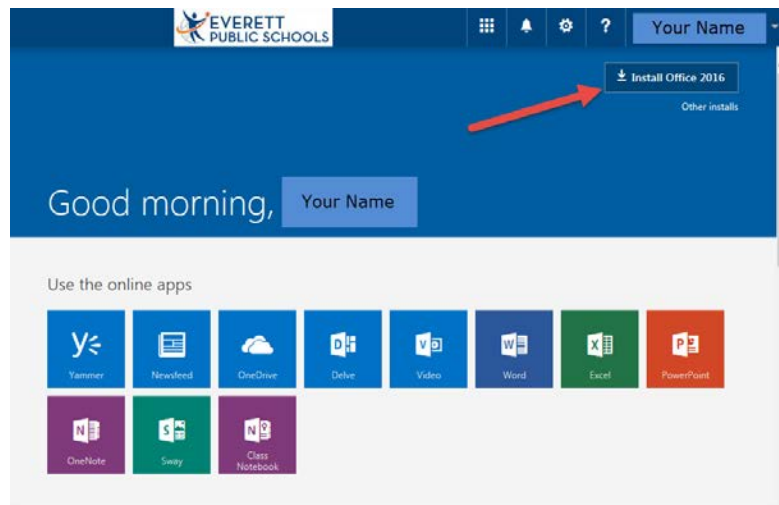 EVERETT
PUBLIC SCHOOLS
? Your Name
Install Office 2016
Other installs
Good morning, Your Name
Use the online apps
Yammer Newsfeed OneDrive Delve Video Word Excel PowerPoint
OneNote Sway Class
Notebook